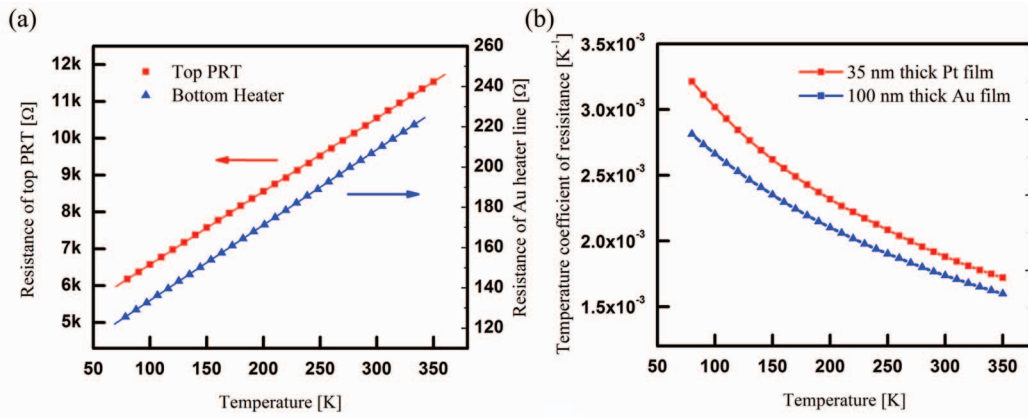 (a)
12k
11k
10k
9k
8k
7k
6k
5k
Resistance of top PRT [Ω]
Top PRT
Bottom Heater
260
240
220
200
180
160
140
120
Resistance of Au heater line [Ω]
50 100 150 200 250 300 350
Temperature [K]
(b)
3.5x10⁻³
3.0x10⁻³
2.5x10⁻³
2.0x10⁻³
1.5x10⁻³
Temperature coefficient of resisitance [K⁻¹]
35 nm thick Pt film
100 nm thick Au film
50 100 150 200 250 300 350
Temperature [K]